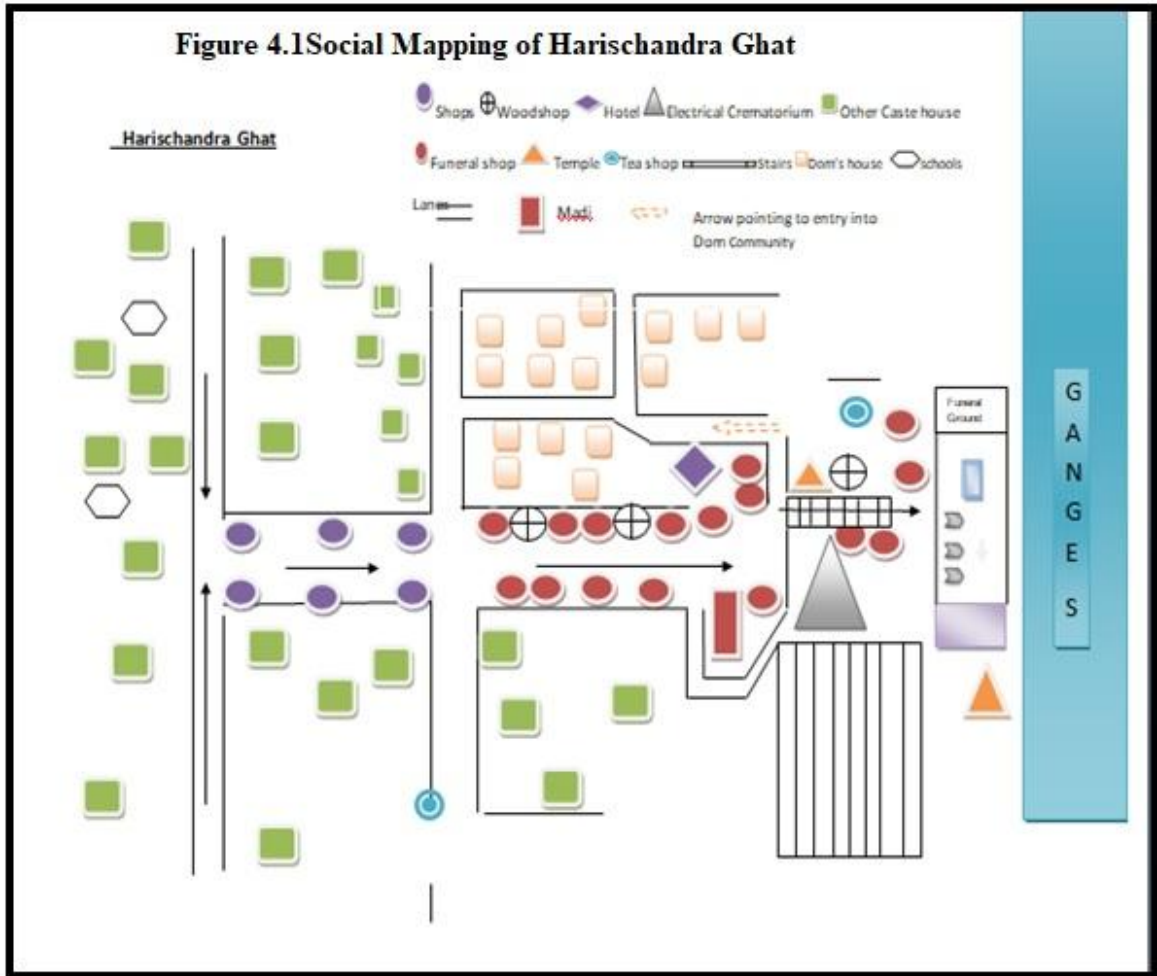 Figure 4.1Social Mapping of Harischandra Ghat
Shops Woodshop Hotel Electrical Crematorium Other Caste house
Harischandra Ghat
Funeral shop Temple Tea shop Stairs Dom's house schools
Lanes Madi Arrow pointing to entry into
Dom Community
Funeral
Ground
G
A
N
G
E
S